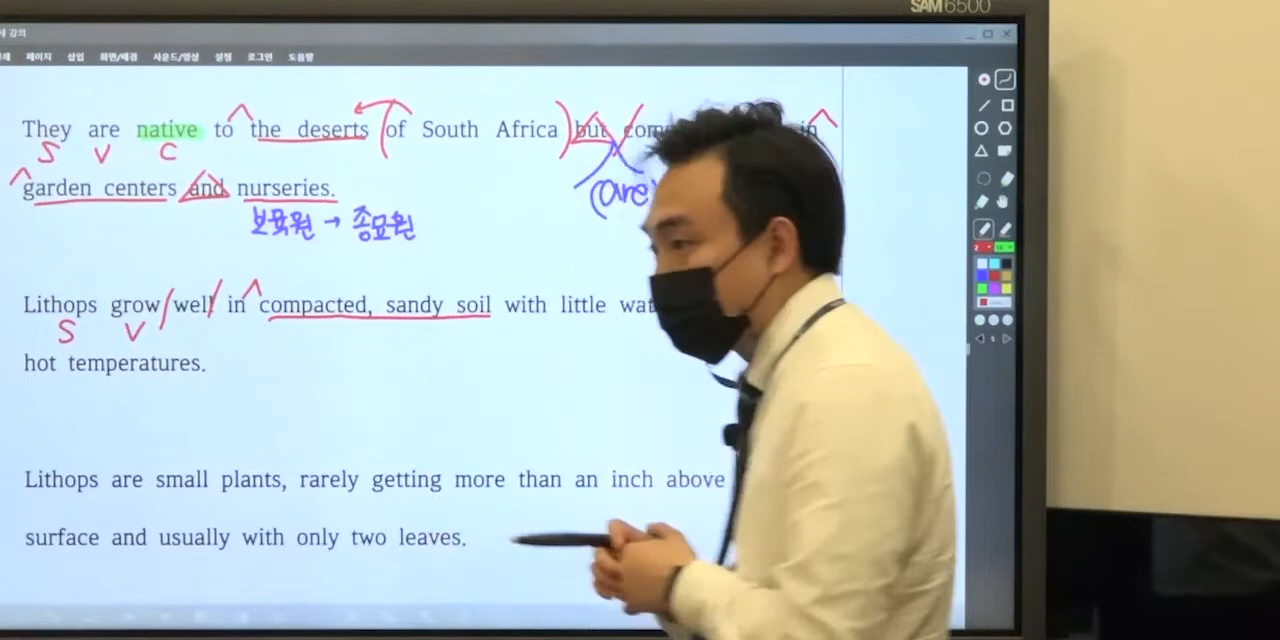 SAM6500
페이지 삽입 화면/배경 사운드/영상 설정 로그인 도움말
They are native to the deserts of South Africa but in
S V C
(are)
garden centers and nurseries.
보육원 → 종묘원
Lithops grow well in compacted, sandy soil with little
S V
hot temperatures.
Lithops are small plants, rarely getting more than an inch above
surface and usually with only two leaves.